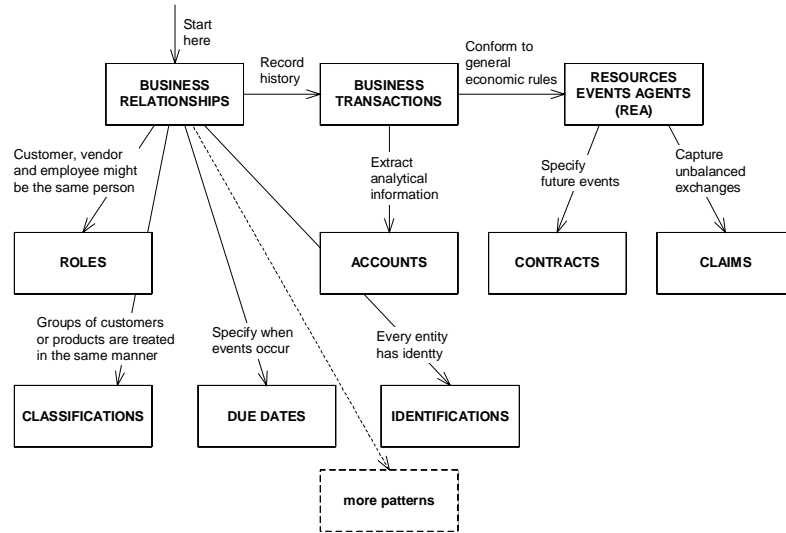 Start
here
BUSINESS
RELATIONSHIPS
Record
history
BUSINESS
TRANSACTIONS
Conform to
general
economic rules
RESOURCES
EVENTS AGENTS
(REA)
Customer, vendor
and employee might
be the same person
Extract
analytical
information
Specify
future events
Capture
unbalanced
exchanges
ROLES
ACCOUNTS
CONTRACTS
CLAIMS
Groups of customers
or products are treated
in the same manner
Specify when
events occur
Every entity
has identty
CLASSIFICATIONS
DUE DATES
IDENTIFICATIONS
more patterns